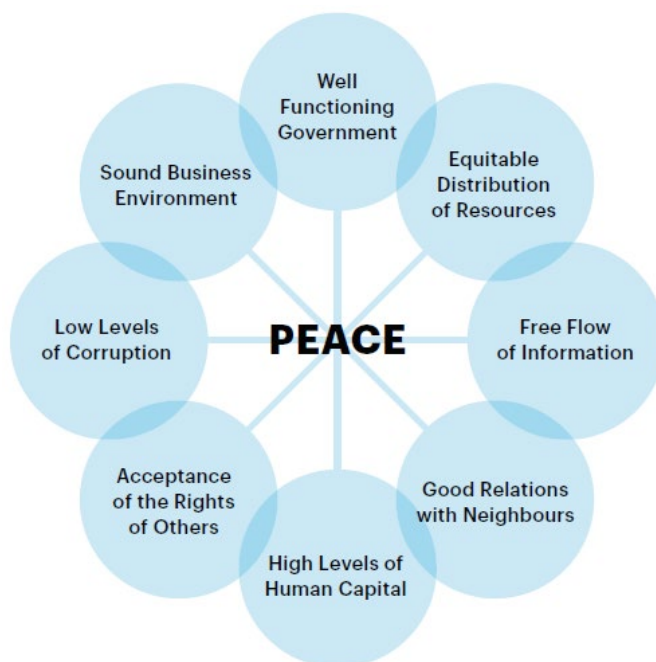 Well
Functioning
Government
Equitable
Distribution
of Resources
Free Flow
of Information
Good Relations
with Neighbours
High Levels of
Human Capital
Acceptance
of the Rights
of Others
Low Levels
of Corruption
Sound Business
Environment
PEACE